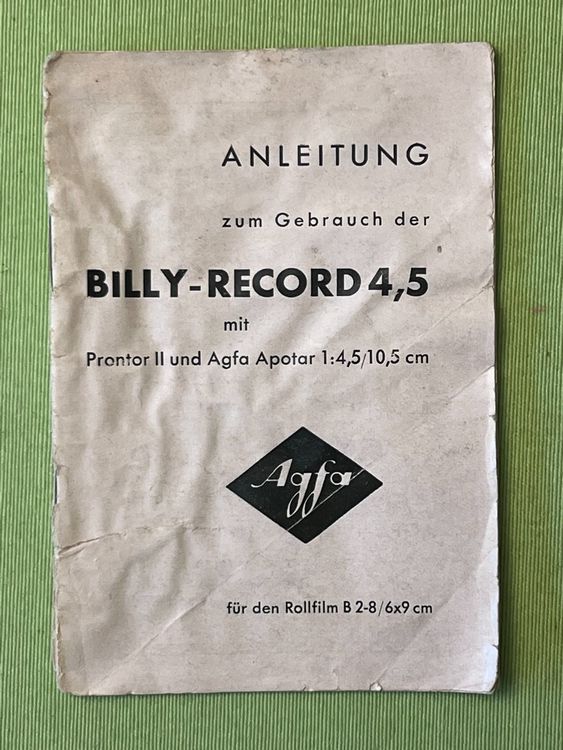 ANLEITUNG
zum Gebrauch der
BILLY-RECORD 4,5
mit
Prontor II und Agfa Apotar 1:4,5/10,5 cm
Agfa
für den Rollfilm B 2-8/6x9 cm